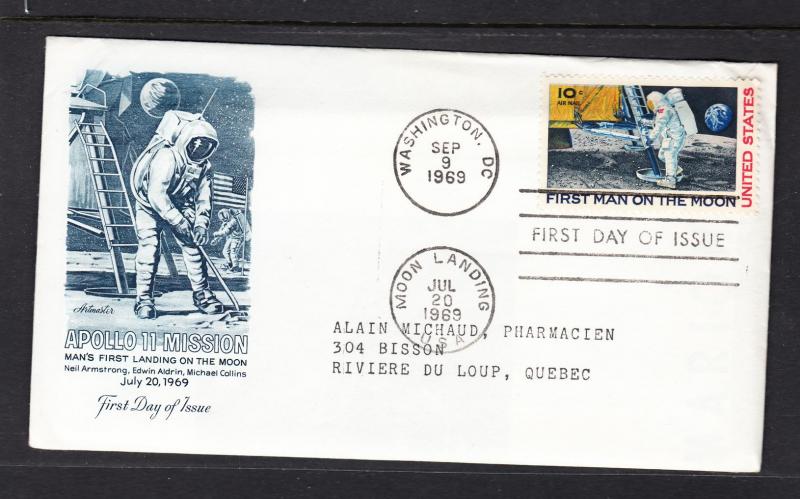 Artmaster
APOLLO 11 MISSION
MAN'S FIRST LANDING ON THE MOON
Neil Armstrong, Edwin Aldrin, Michael Collins
July 20, 1969
First Day of Issue
WASHINGTON, DC
SEP
9
1969
MOON LANDING
JUL
20
1969
USA
10c
AIR MAIL
UNITED STATES
FIRST MAN ON THE MOON
FIRST DAY OF ISSUE
ALAIN MICHAUD, PHARMACIEN
304 BISSON
RIVIERE DU LOUP, QUEBEC